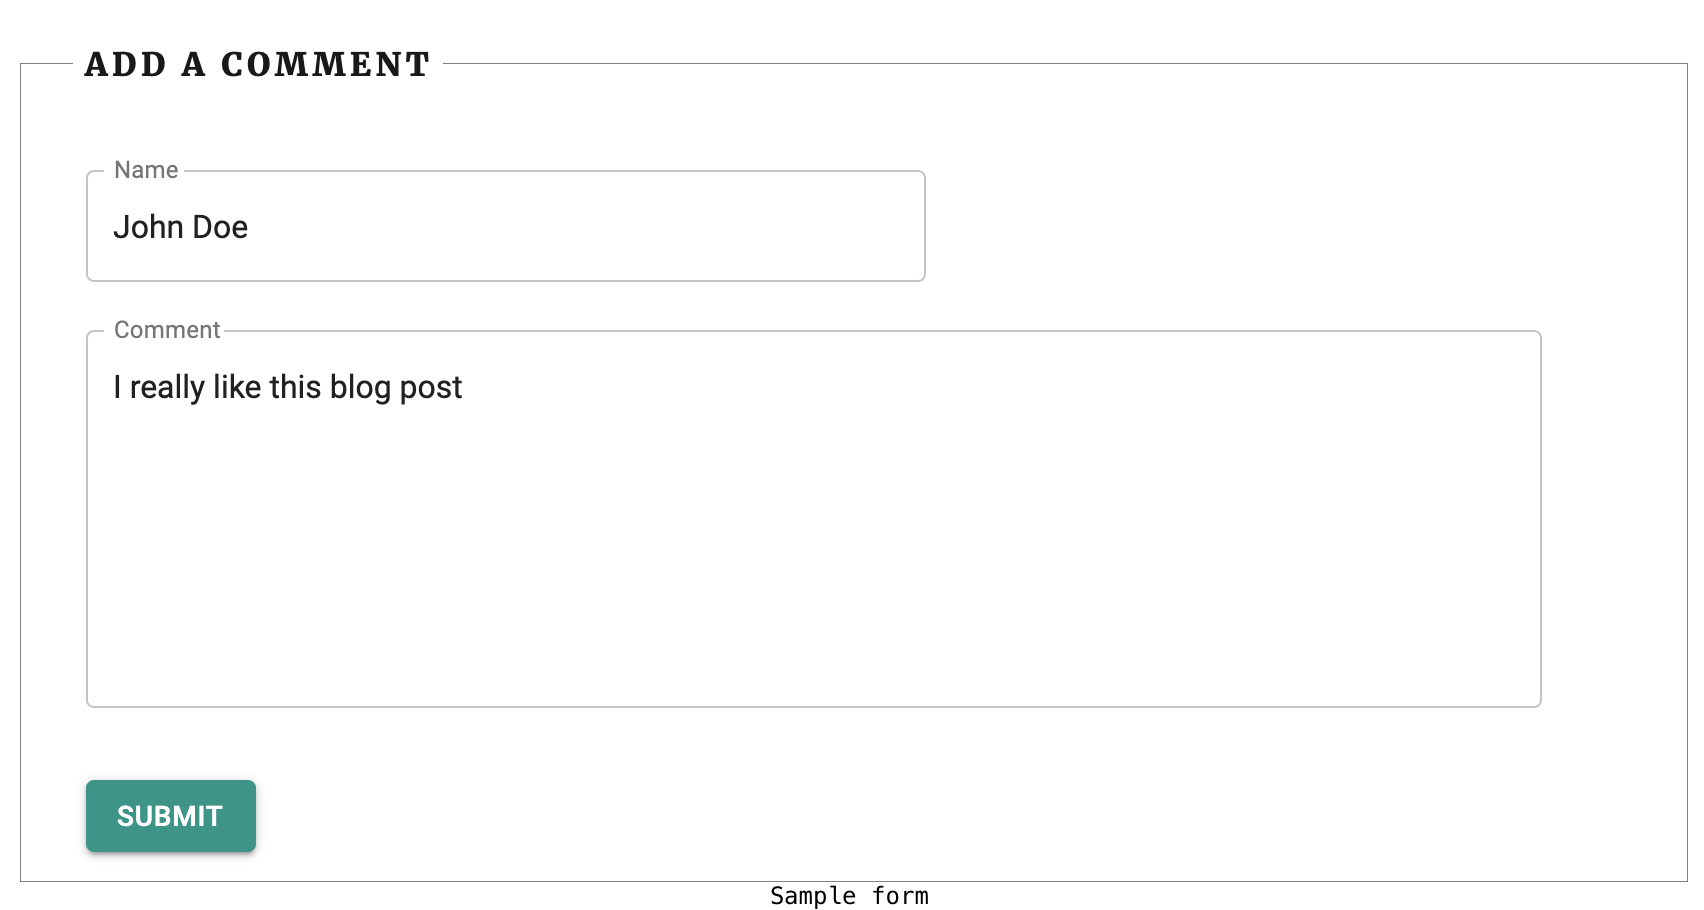 ADD A COMMENT
Name
John Doe
Comment
I really like this blog post
SUBMIT
Sample form